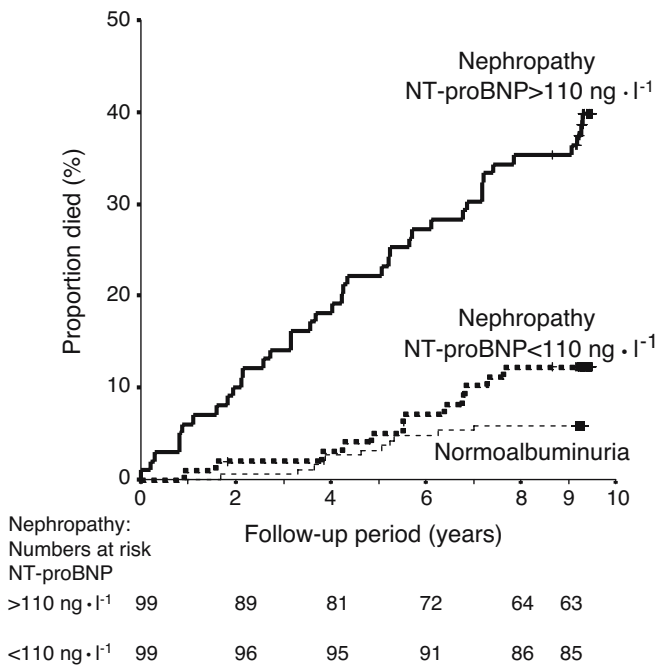 50
40
30
20
10
0
Proportion died (%)
Nephropathy
NT-proBNP>110 ng·l-1
Nephropathy
NT-proBNP<110 ng·l-1
Normoalbuminuria
0 2 4 6 8 9 10
Follow-up period (years)
Nephropathy:
Numbers at risk
NT-proBNP
>110 ng·l-1 99 89 81 72 64 63
<110 ng·l-1 99 96 95 91 86 85